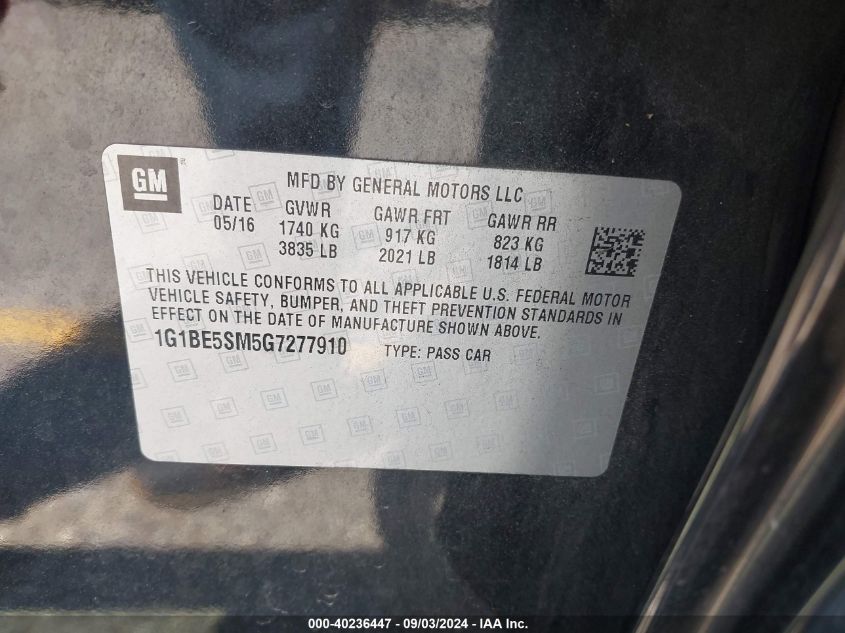 GM
MFD BY GENERAL MOTORS LLC
DATE GVWR GAWR FRT GAWR RR
05/16 1740 KG 917 KG 823 KG
3835 LB 2021 LB 1814 LB
THIS VEHICLE CONFORMS TO ALL APPLICABLE U.S. FEDERAL MOTOR
VEHICLE SAFETY, BUMPER, AND THEFT PREVENTION STANDARDS IN
EFFECT ON THE DATE OF MANUFACTURE SHOWN ABOVE.
1G1BE5SM5G7277910 TYPE: PASS CAR
000-40236447 - 09/03/2024 - IAA Inc.